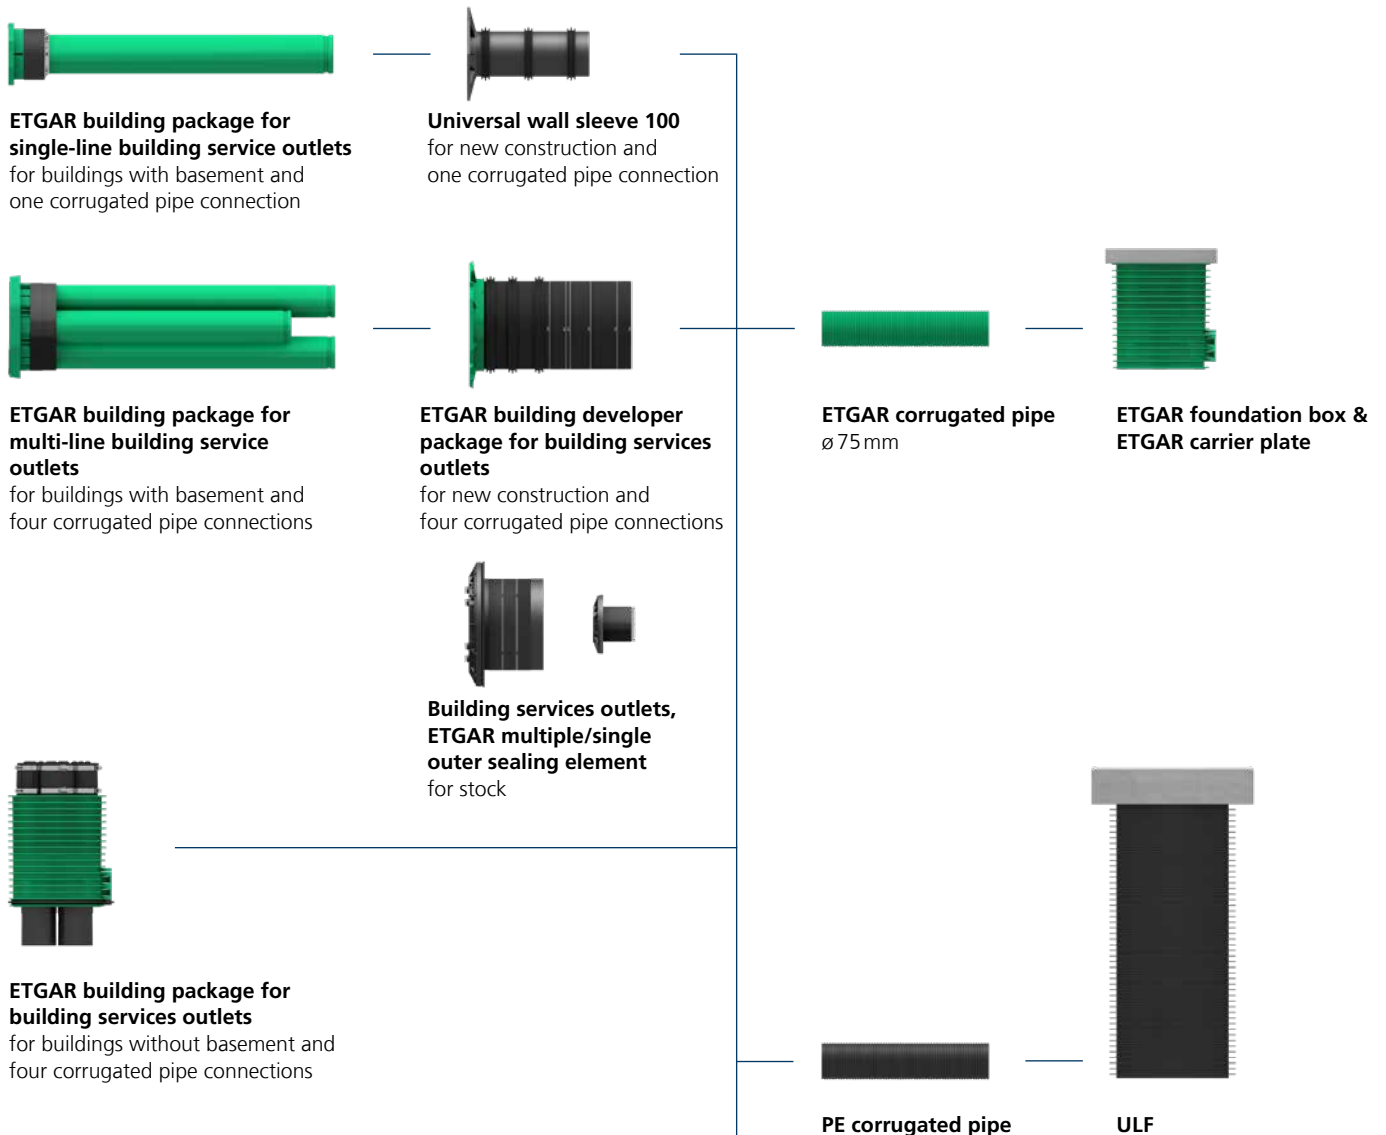 ETGAR building package for
single-line building service outlets
for buildings with basement and
one corrugated pipe connection
Universal wall sleeve 100
for new construction and
one corrugated pipe connection
ETGAR building package for
multi-line building service
outlets
for buildings with basement and
four corrugated pipe connections
ETGAR building developer
package for building services
outlets
for new construction and
four corrugated pipe connections
ETGAR corrugated pipe
ø 75 mm
ETGAR foundation box &
ETGAR carrier plate
Building services outlets,
ETGAR multiple/single
outer sealing element
for stock
ETGAR building package for
building services outlets
for buildings without basement and
four corrugated pipe connections
PE corrugated pipe
ULF